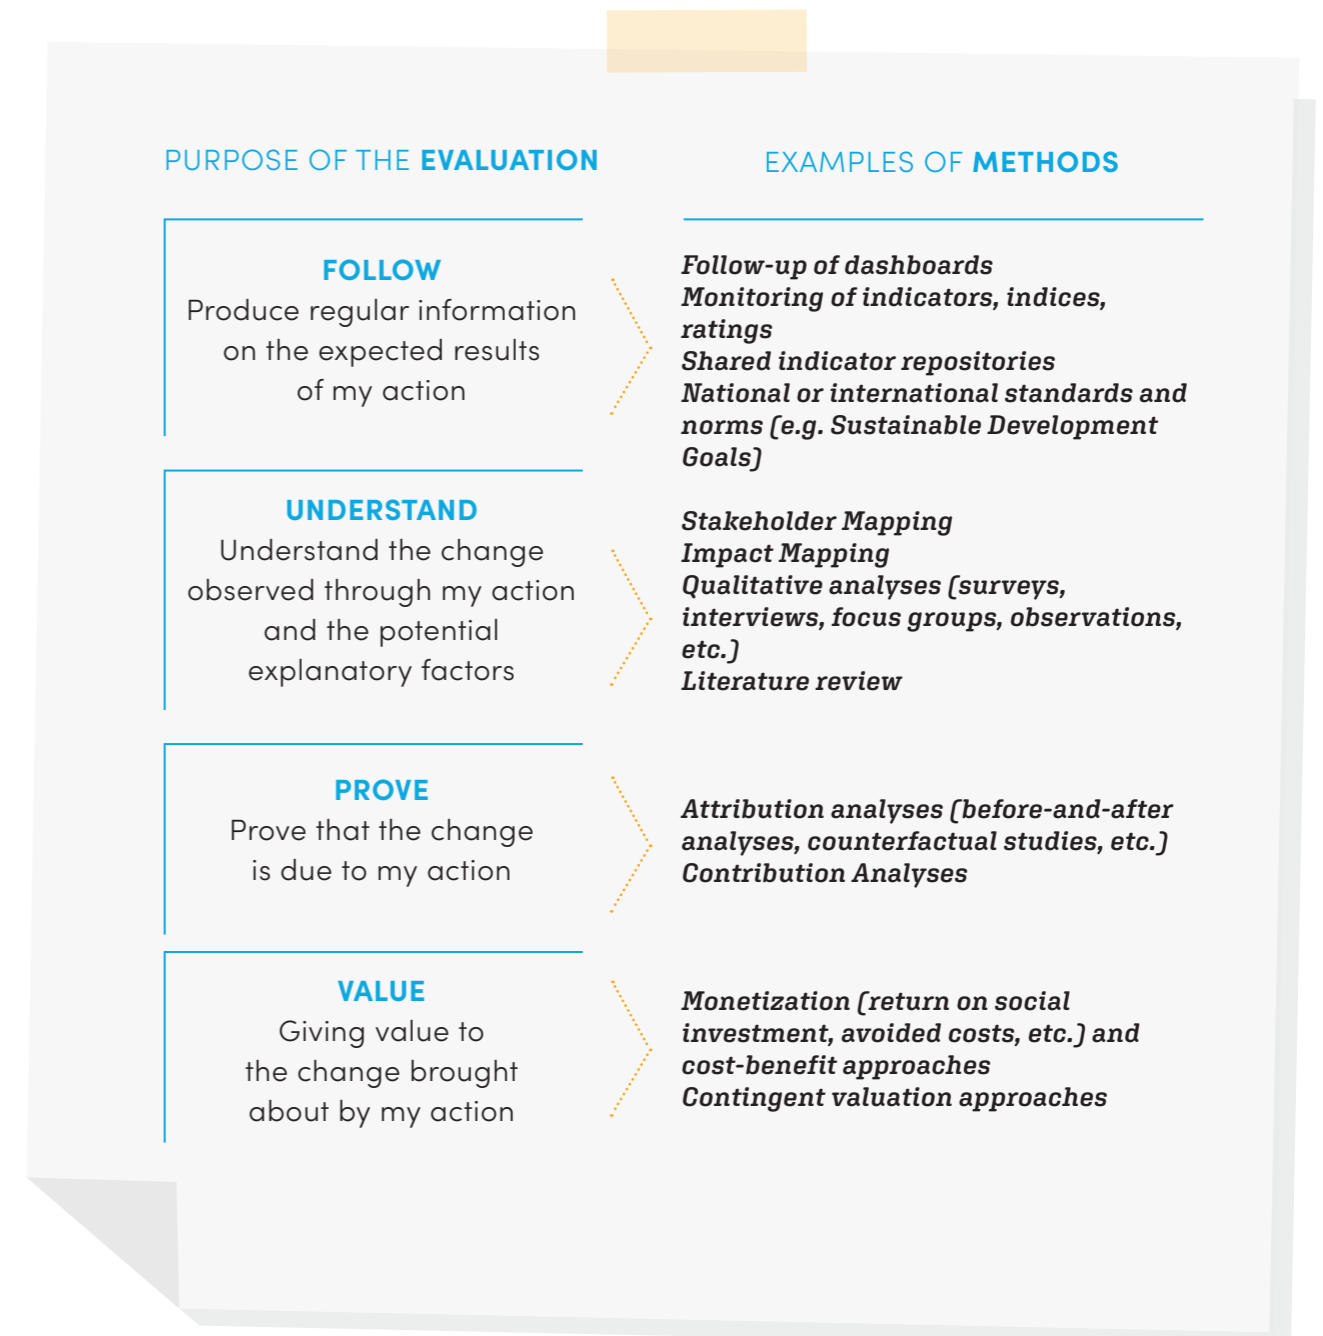 PURPOSE OF THE EVALUATION
EXAMPLES OF METHODS
FOLLOW
Produce regular information
on the expected results
of my action
Follow-up of dashboards
Monitoring of indicators, indices,
ratings
Shared indicator repositories
National or international standards and
norms (e.g. Sustainable Development
Goals)
UNDERSTAND
Understand the change
observed through my action
and the potential
explanatory factors
Stakeholder Mapping
Impact Mapping
Qualitative analyses (surveys,
interviews, focus groups, observations,
etc.)
Literature review
PROVE
Prove that the change
is due to my action
Attribution analyses (before-and-after
analyses, counterfactual studies, etc.)
Contribution Analyses
VALUE
Giving value to
the change brought
about by my action
Monetization (return on social
investment, avoided costs, etc.) and
cost-benefit approaches
Contingent valuation approaches